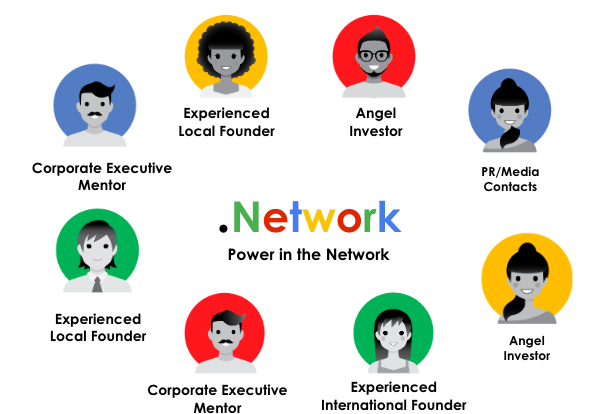 Experienced
Local Founder
Angel
Investor
Corporate Executive
Mentor
PR/Media
Contacts
.Network
Power in the Network
Experienced
Local Founder
Angel
Investor
Corporate Executive
Mentor
Experienced
International Founder